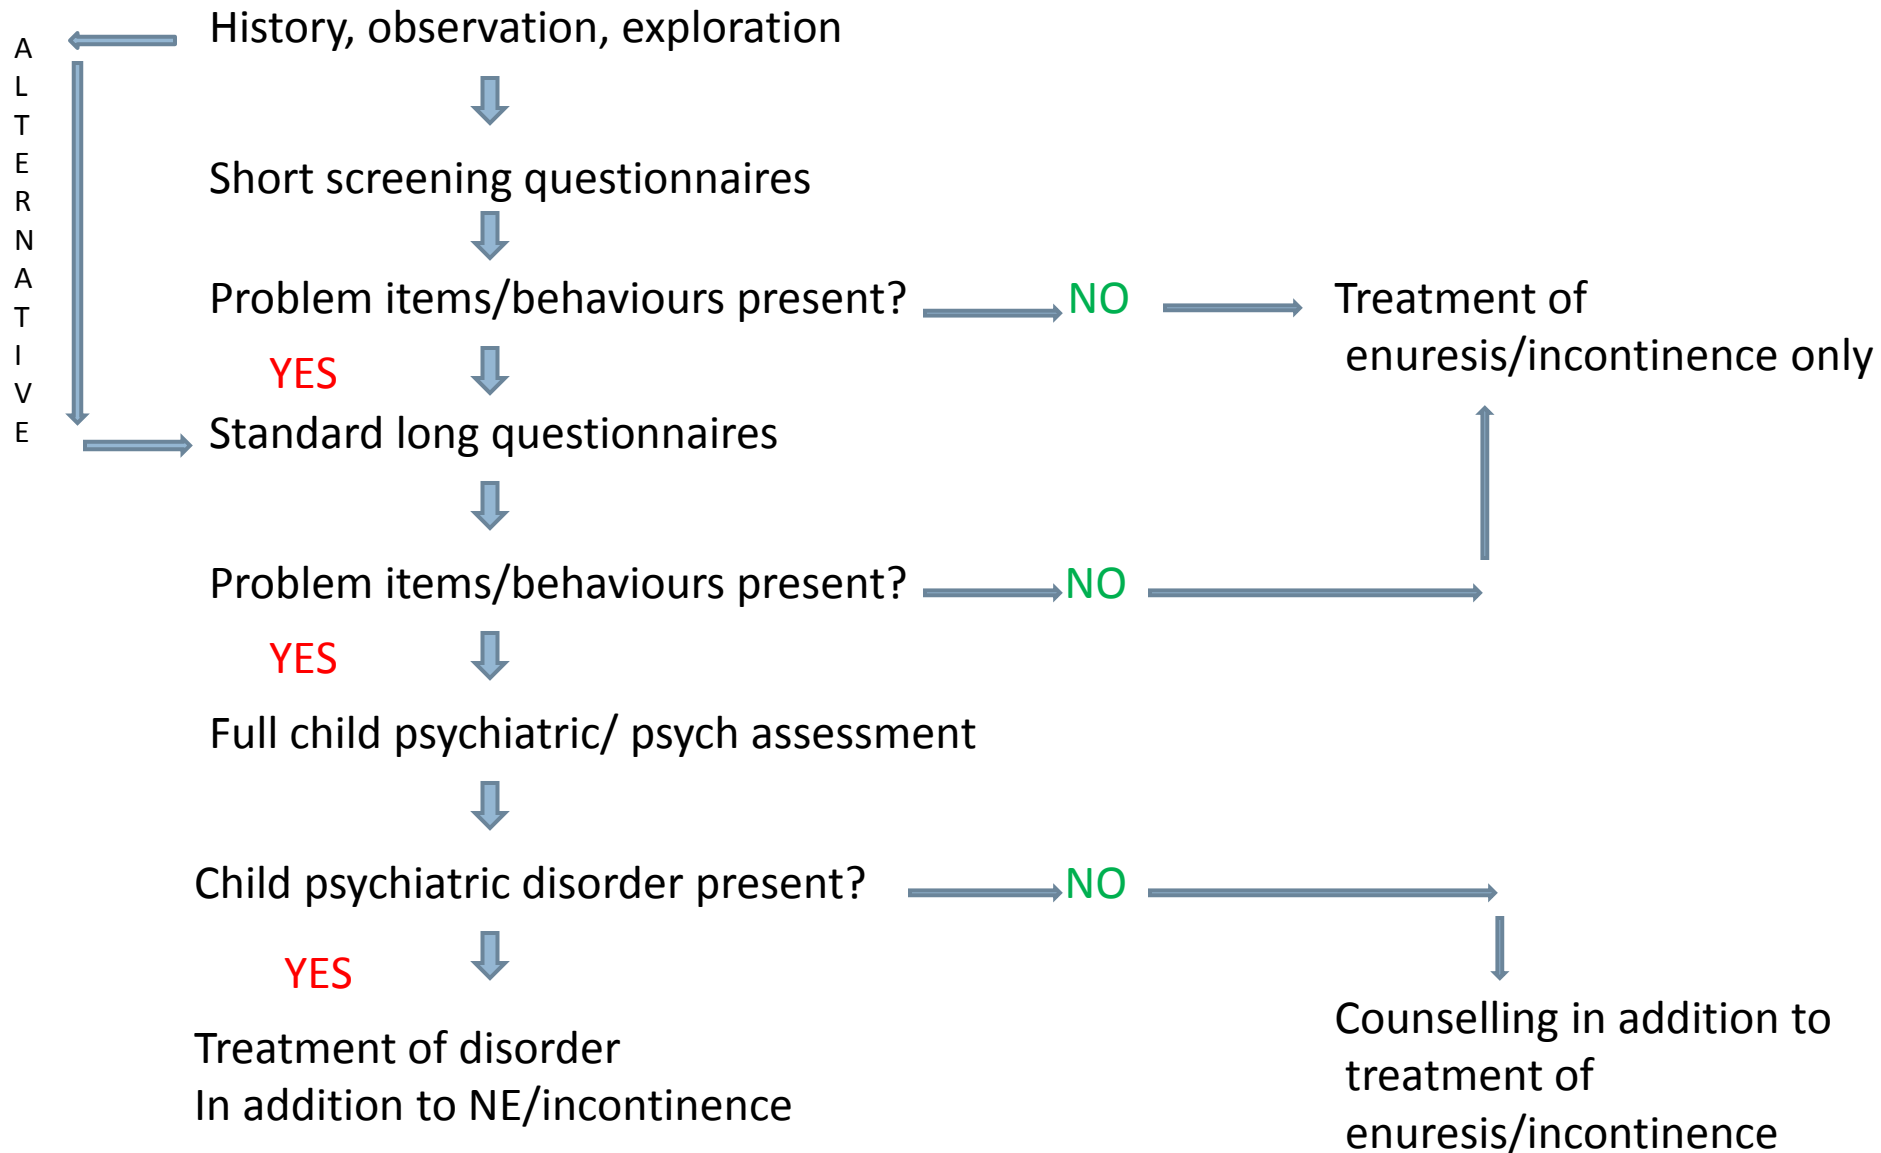 History, observation, exploration
A
L
T
E
R
N
A
T
I
V
E
Short screening questionnaires
Problem items/behaviours present?
NO
Treatment of
enuresis/incontinence only
YES
Standard long questionnaires
Problem items/behaviours present?
NO
YES
Full child psychiatric/ psych assessment
Child psychiatric disorder present?
NO
YES
Treatment of disorder
In addition to NE/incontinence
Counselling in addition to
treatment of
enuresis/incontinence